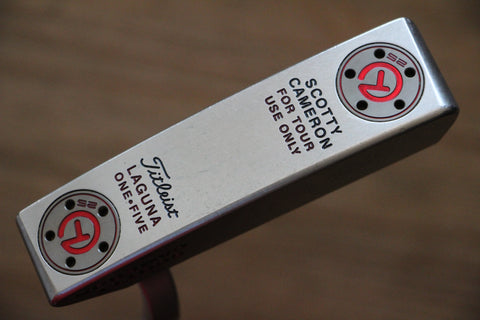 SCOTTY
CAMERON
FOR TOUR
USE ONLY
Titleist
LAGUNA
ONE•FIVE